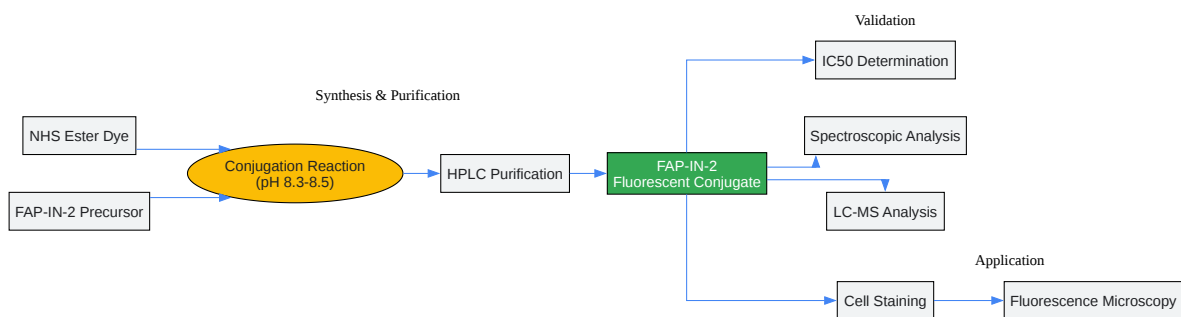 Validation
IC50 Determination
Synthesis & Purification
NHS Ester Dye
Spectroscopic Analysis
Conjugation Reaction
(pH 8.3-8.5)
HPLC Purification
FAP-IN-2
Fluorescent Conjugate
FAP-IN-2 Precursor
LC-MS Analysis
Application
Cell Staining
Fluorescence Microscopy